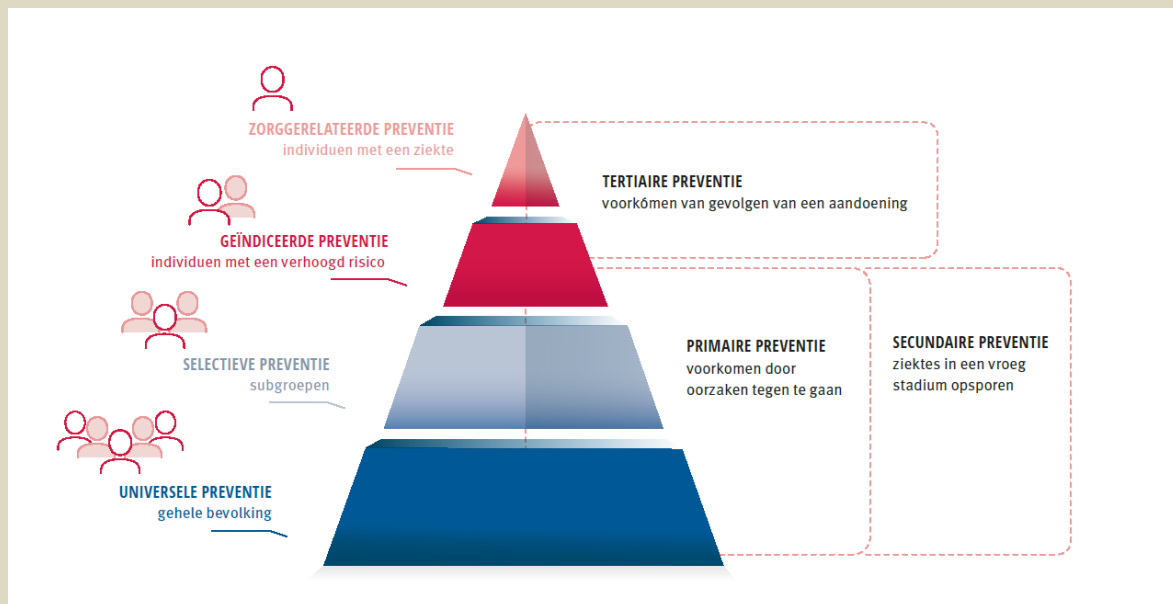 ZORGGERELATEERDE PREVENTIE
individuen met een ziekte
TERTIAIRE PREVENTIE
voorkómen van gevolgen van een aandoening
GEÏNDICEERDE PREVENTIE
individuen met een verhoogd risico
PRIMAIRE PREVENTIE
voorkomen door
oorzaken tegen te gaan
SECUNDAIRE PREVENTIE
ziektes in een vroeg
stadium opsporen
SELECTIEVE PREVENTIE
subgroepen
UNIVERSELE PREVENTIE
gehele bevolking